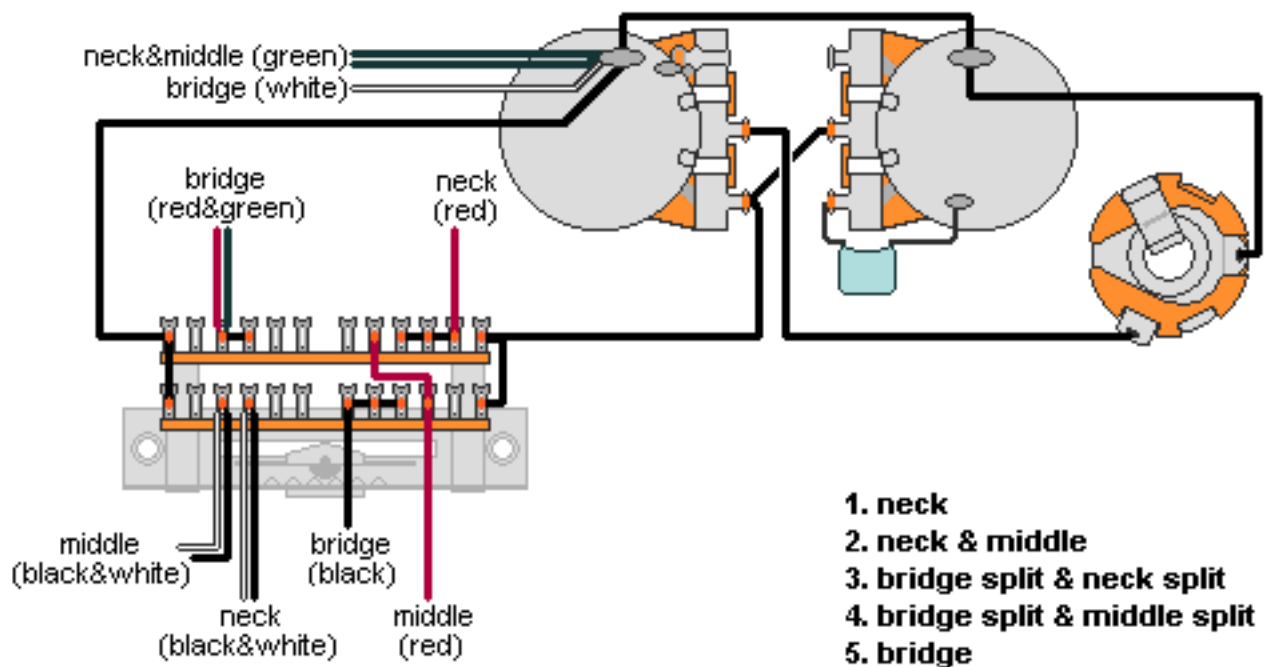 neck&middle (green)
bridge (white)
bridge
(red&green)
neck
(red)
middle
(black&white)
neck
(black&white)
bridge
(black)
middle
(red)
1. neck
2. neck & middle
3. bridge split & neck split
4. bridge split & middle split
5. bridge